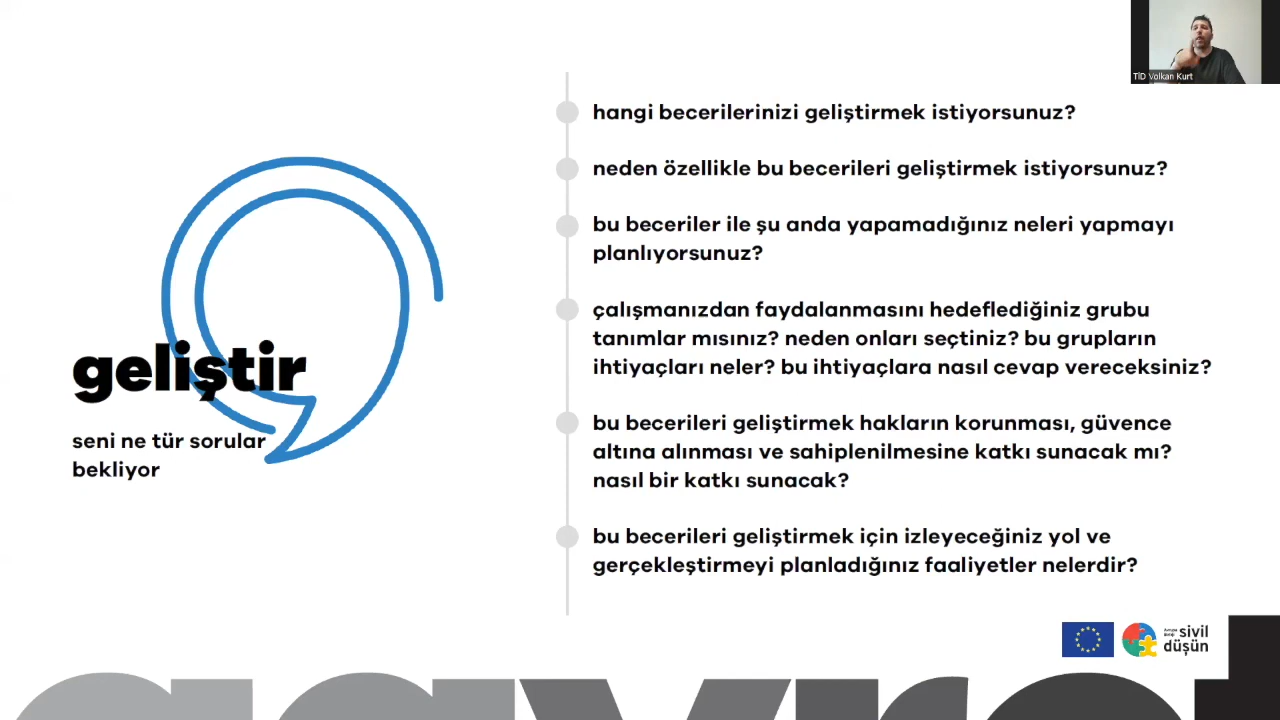 TİD Volkan Kurt
hangi becerilerinizi geliştirmek istiyorsunuz?
neden özellikle bu becerileri geliştirmek istiyorsunuz?
bu beceriler ile şu anda yapamadığınız neleri yapmayı
planlıyorsunuz?
çalışmanızdan faydalanmasını hedeflediğiniz grubu
tanımlar mısınız? neden onları seçtiniz? bu grupların
ihtiyaçları neler? bu ihtiyaçlara nasıl cevap vereceksiniz?
bu becerileri geliştirmek hakların korunması, güvence
altına alınması ve sahiplenilmesine katkı sunacak mı?
nasıl bir katkı sunacak?
bu becerileri geliştirmek için izleyeceğiniz yol ve
gerçekleştirmeyi planladığınız faaliyetler nelerdir?
geliştir
seni ne tür sorular
bekliyor
Avrupa
Birliği
sivil
düşün